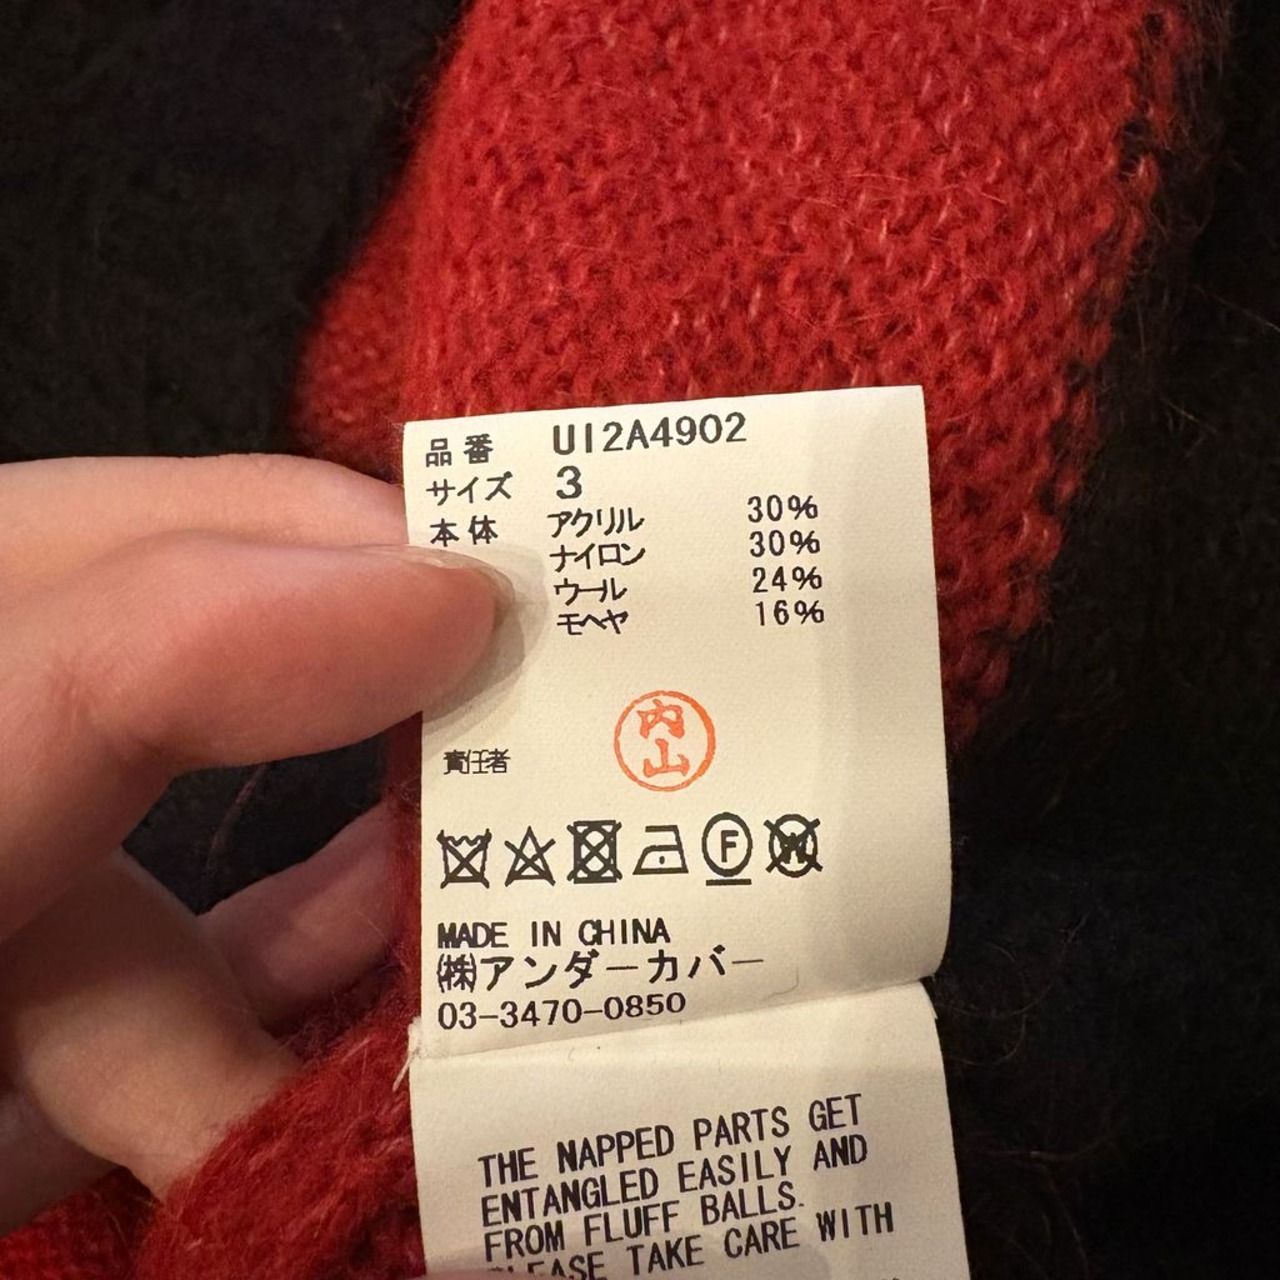 品番 UI2A4902
サイズ 3
本体 アクリル 30%
ナイロン 30%
ウール 24%
モヘヤ 16%
責任者 内山
F W
MADE IN CHINA
(株)アンダーカバー
03-3470-0850
THE NAPPED PARTS GET
ENTANGLED EASILY AND
FROM FLUFF BALLS.
PLEASE TAKE CARE WITH